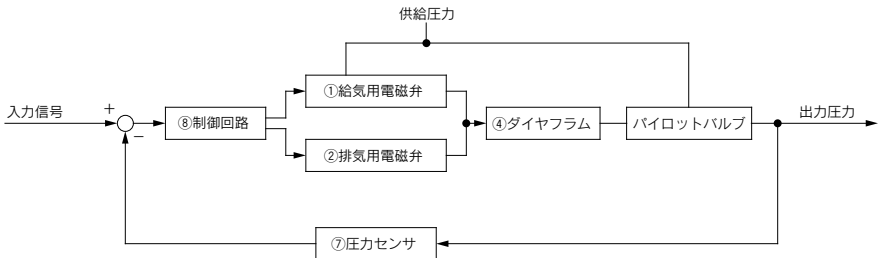 供給圧力
①給気用電磁弁
入力信号
+
⑧制御回路
④ダイヤフラム
パイロットバルブ
出力圧力
−
②排気用電磁弁
⑦圧力センサ